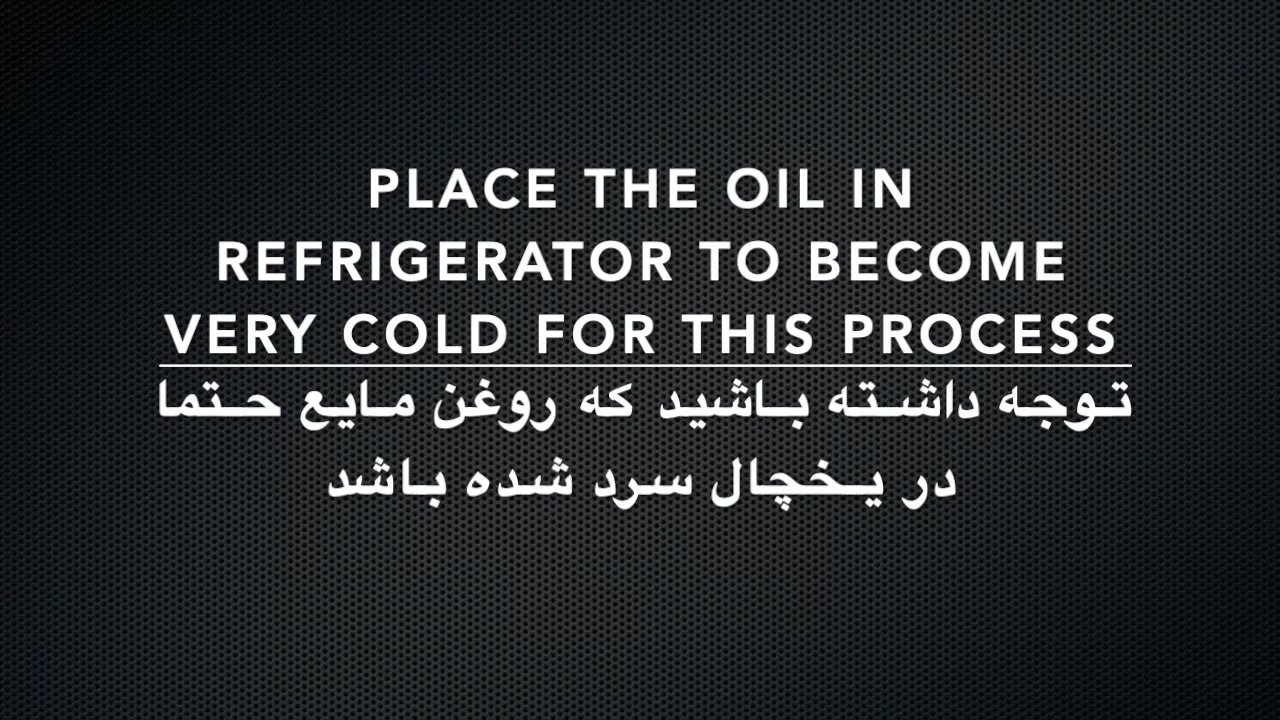 PLACE THE OIL IN
REFRIGERATOR TO BECOME
VERY COLD FOR THIS PROCESS
توجه داشته باشید که روغن مایع حتما
در یخچال سرد شده باشد